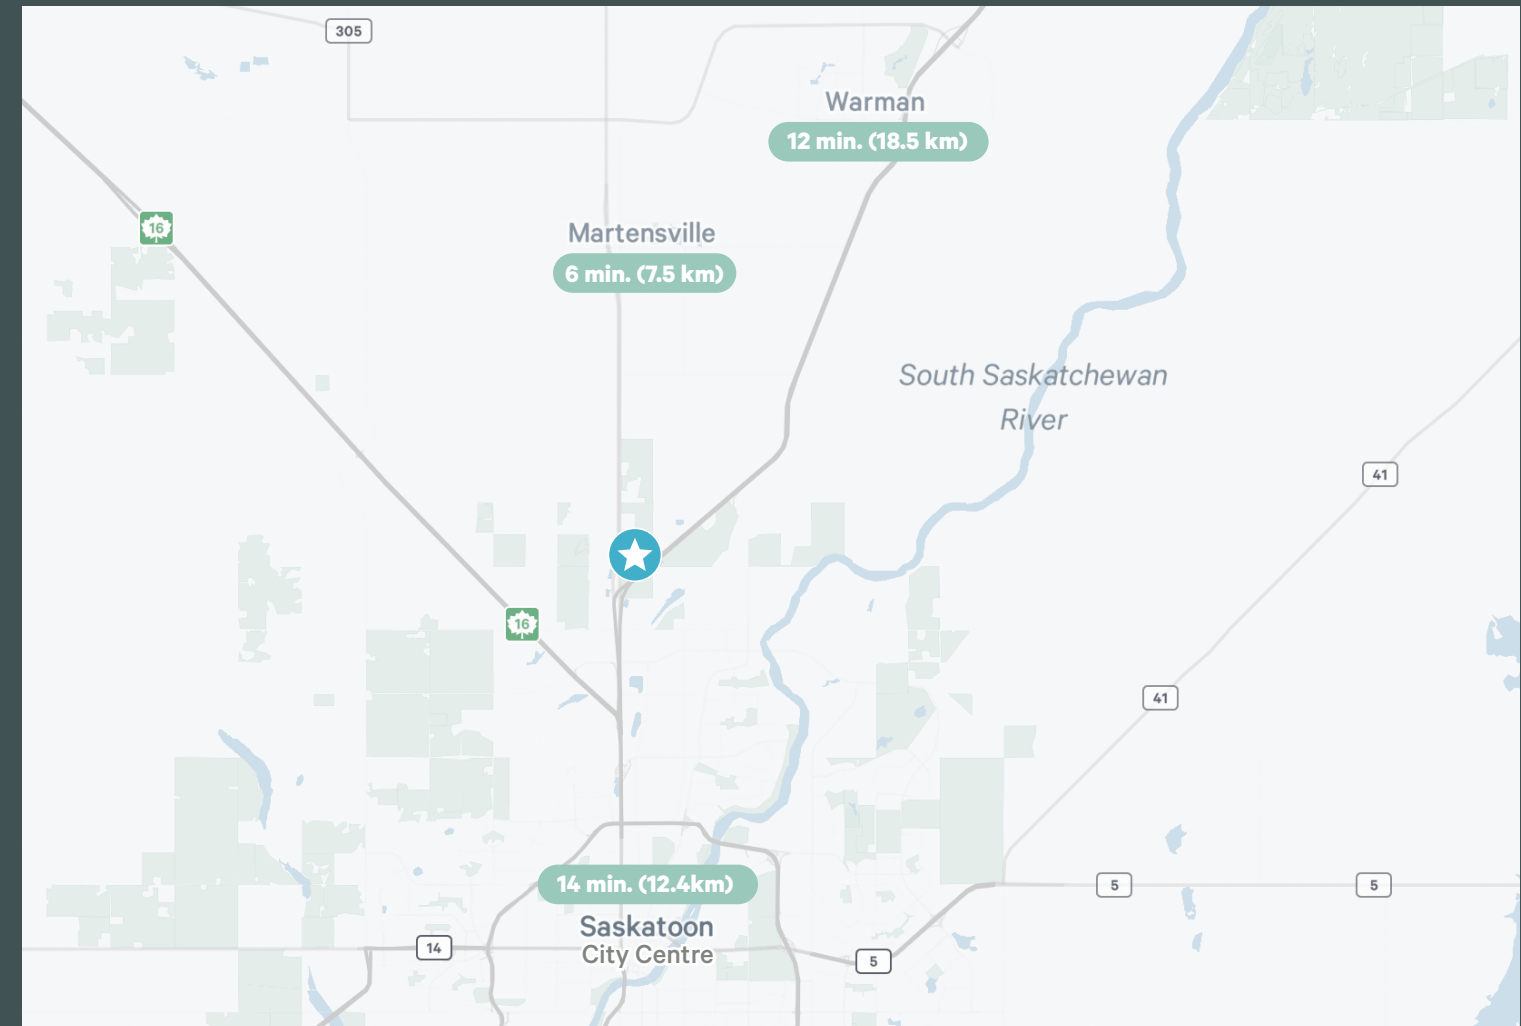 305
Warman
12 min. (18.5 km)
16
Martensville
6 min. (7.5 km)
South Saskatchewan
River
41
16
41
14 min. (12.4km)
5
5
Saskatoon
City Centre
14
5